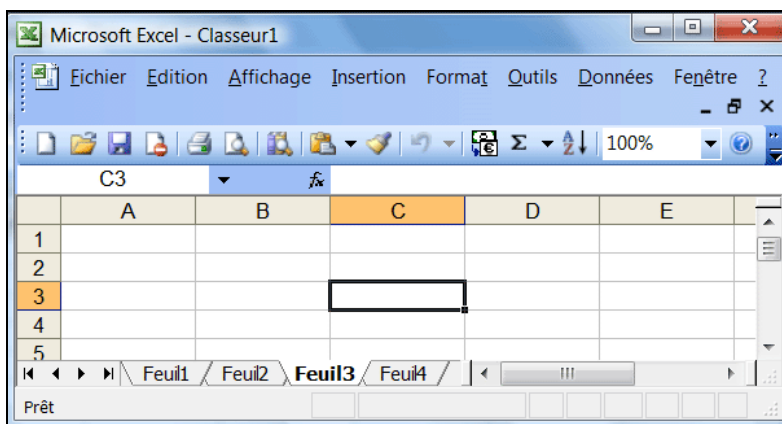 Microsoft Excel - Classeur1
Fichier Edition Affichage Insertion Format Outils Données Fenêtre ?
Σ A Z 100% ?
C3 fx
A B C D E
1
2
3
4
5
Feuil1 Feuil2 Feuil3 Feuil4
Prêt